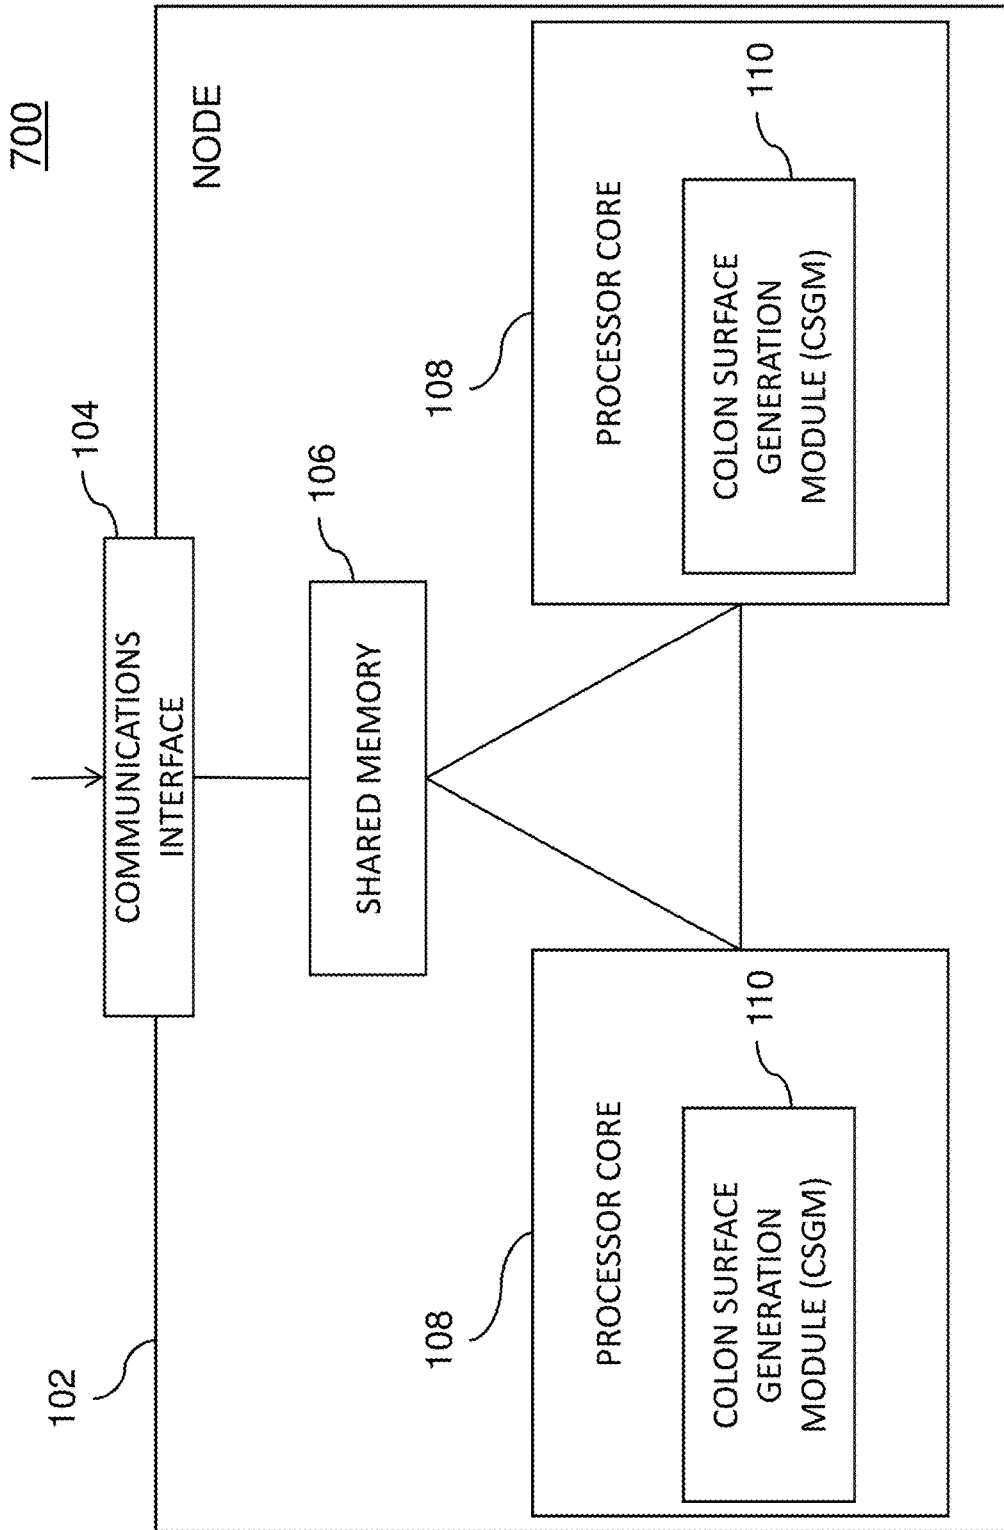 700
102
104
COMMUNICATIONS
INTERFACE
NODE
106
SHARED MEMORY
108
PROCESSOR CORE
110
COLON SURFACE
GENERATION
MODULE (CSGM)
108
PROCESSOR CORE
110
COLON SURFACE
GENERATION
MODULE (CSGM)